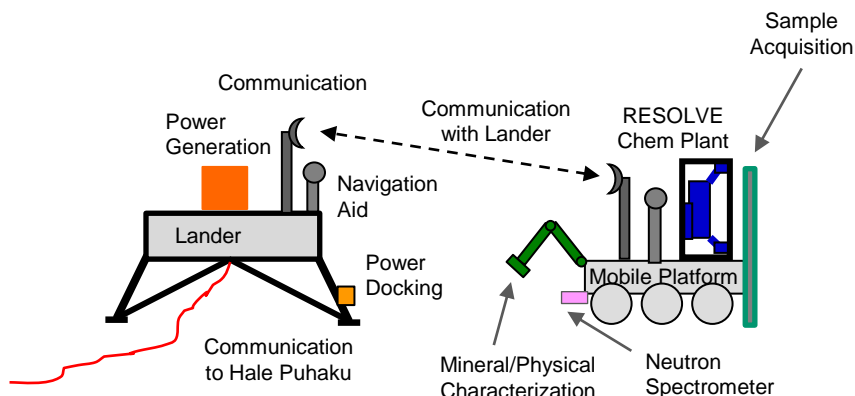 Sample
Acquisition
Communication
Communication
with Lander
RESOLVE
Chem Plant
Power
Generation
Navigation
Aid
Lander
Power
Docking
Mobile Platform
Communication
to Hale Puhaku
Mineral/Physical
Characterization
Neutron
Spectrometer